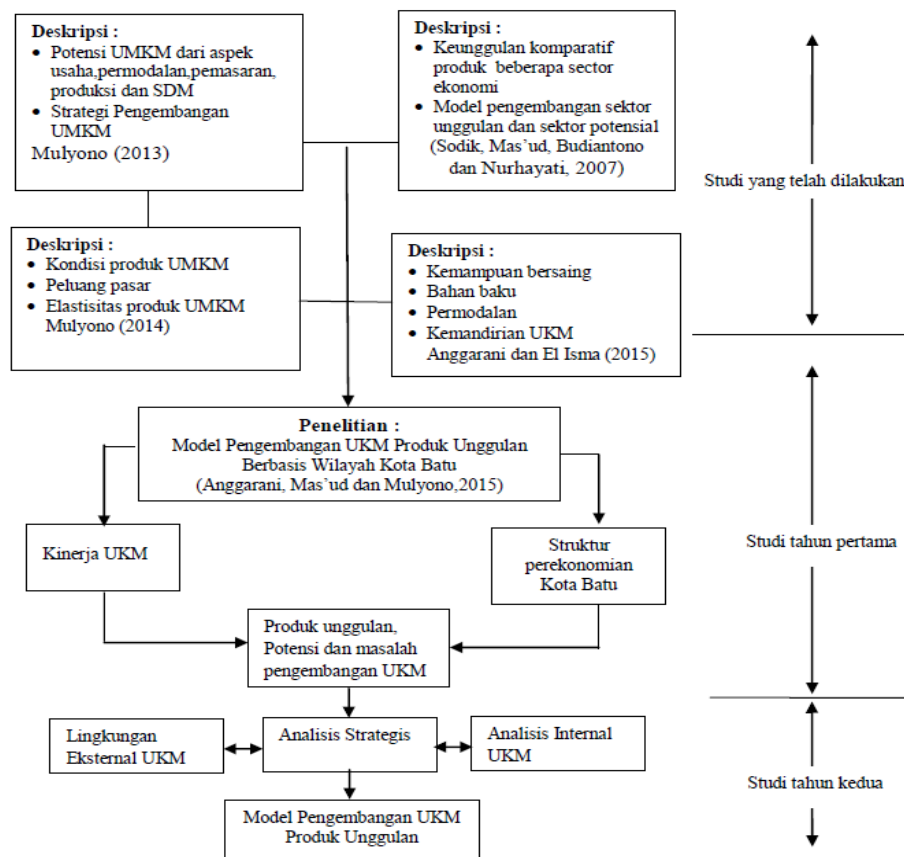 Deskripsi :
• Potensi UMKM dari aspek
usaha,permodalan,pemasaran,
produksi dan SDM
• Strategi Pengembangan
UMKM
Mulyono (2013)
Deskripsi :
• Keunggulan komparatif
produk beberapa sector
ekonomi
• Model pengembangan sektor
unggulan dan sektor potensial
(Sodik, Mas’ud, Budiantono
dan Nurhayati, 2007)
Studi yang telah dilakukan
Deskripsi :
• Kondisi produk UMKM
• Peluang pasar
• Elastisitas produk UMKM
Mulyono (2014)
Deskripsi :
• Kemampuan bersaing
• Bahan baku
• Permodalan
• Kemandirian UKM
Anggarani dan El Isma (2015)
Penelitian :
Model Pengembangan UKM Produk Unggulan
Berbasis Wilayah Kota Batu
(Anggarani, Mas’ud dan Mulyono,2015)
Kinerja UKM
Struktur
perekonomian
Kota Batu
Studi tahun pertama
Produk unggulan,
Potensi dan masalah
pengembangan UKM
Lingkungan
Eksternal UKM
Analisis Strategis
Analisis Internal
UKM
Studi tahun kedua
Model Pengembangan UKM
Produk Unggulan